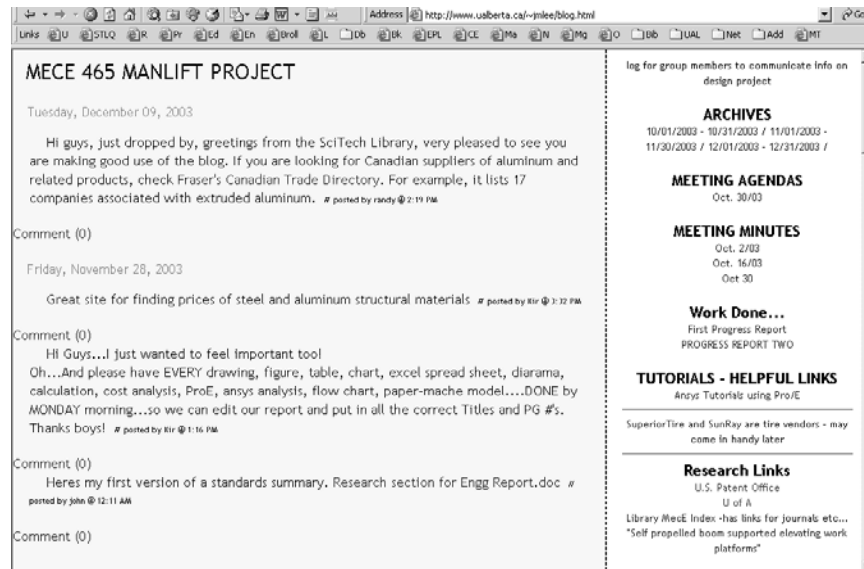 Address http://www.ualberta.ca/~jmlee/blog.html
Links U STLQ R Pr Ed En Broll L Db Bk EPL CE Ma N Mg O Bib UAL Net Add MT
MECE 465 MANLIFT PROJECT
Tuesday, December 09, 2003
Hi guys, just dropped by, greetings from the SciTech Library, very pleased to see you
are making good use of the blog. If you are looking for Canadian suppliers of aluminum and
related products, check Fraser's Canadian Trade Directory. For example, it lists 17
companies associated with extruded aluminum. # posted by randy @ 2:19 PM
Comment (0)
Friday, November 28, 2003
Great site for finding prices of steel and aluminum structural materials # posted by Kir @ 3:32 PM
Comment (0)
Hi Guys...I just wanted to feel important too!
Oh...And please have EVERY drawing, figure, table, chart, excel spread sheet, diarama,
calculation, cost analysis, ProE, ansys analysis, flow chart, paper-mache model....DONE by
MONDAY morning...so we can edit our report and put in all the correct Titles and PG #'s.
Thanks boys! # posted by Kir @ 1:16 PM
Comment (0)
Heres my first version of a standards summary. Research section for Engg Report.doc #
posted by john @ 12:11 AM
Comment (0)
log for group members to communicate info on
design project
ARCHIVES
10/01/2003 - 10/31/2003 / 11/01/2003 -
11/30/2003 / 12/01/2003 - 12/31/2003 /
MEETING AGENDAS
Oct. 30/03
MEETING MINUTES
Oct. 2/03
Oct. 16/03
Oct 30
Work Done...
First Progress Report
PROGRESS REPORT TWO
TUTORIALS - HELPFUL LINKS
Ansys Tutorials using Pro/E
SuperiorTire and SunRay are tire vendors - may
come in handy later
Research Links
U.S. Patent Office
U of A
Library MecE Index -has links for journals etc...
"Self propelled boom supported elevating work
platforms"